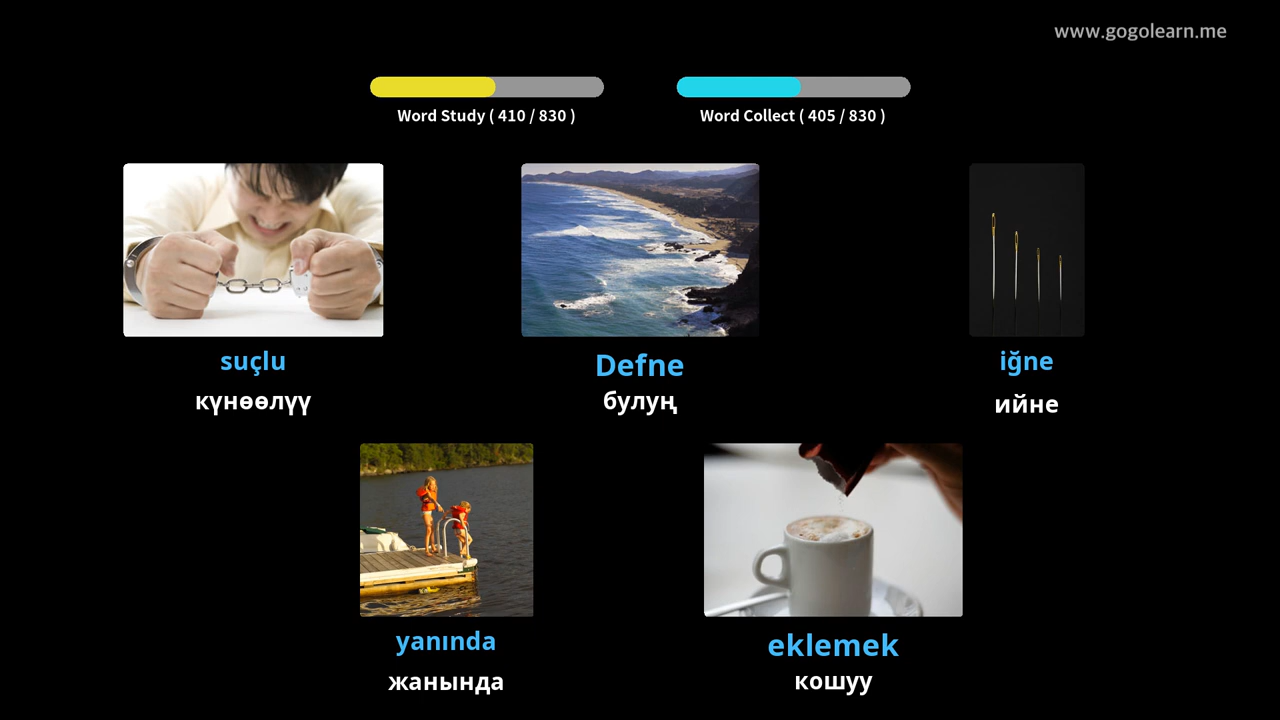 www.gogolearn.me
Word Study ( 410 / 830 )
Word Collect ( 405 / 830 )
suçlu
күнөөлүү
Defne
булуң
iğne
ийне
yanında
жанында
eklemek
кошуу